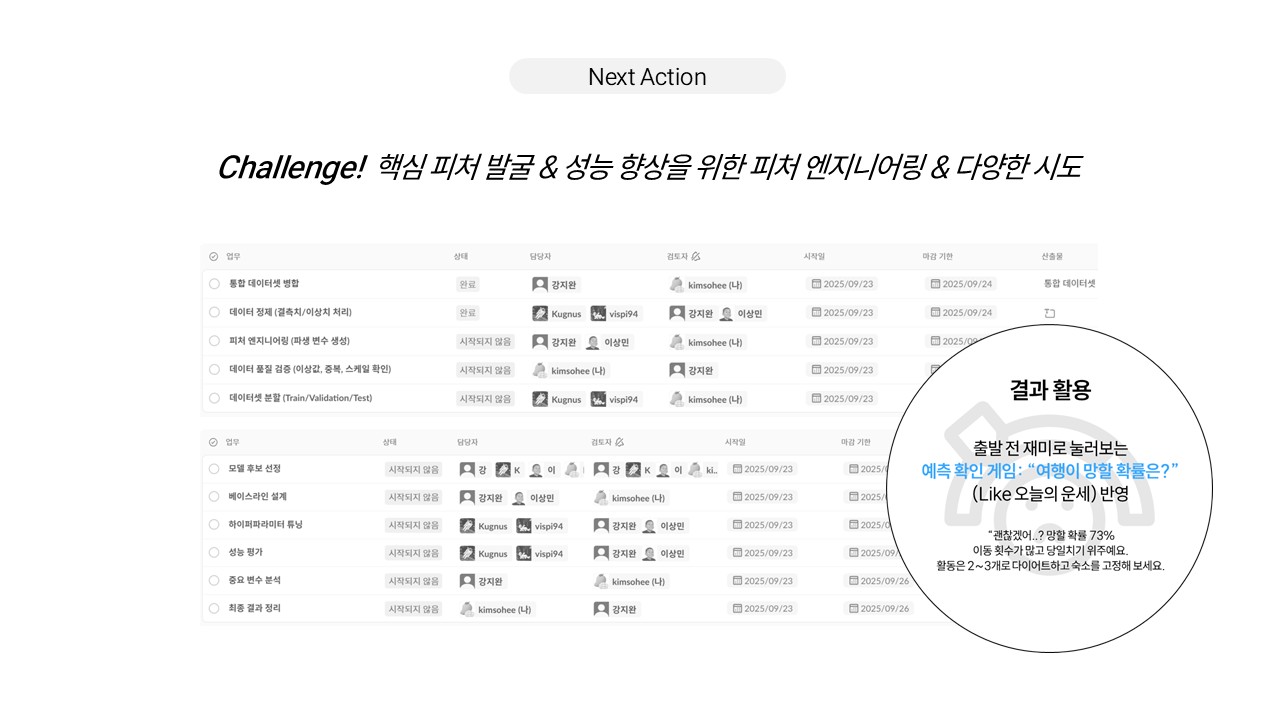 Next Action
Challenge! 핵심 피처 발굴 & 성능 향상을 위한 피처 엔지니어링 & 다양한 시도
업무 상태 담당자 검토자 시작일 마감 기한 산출물
통합 데이터셋 병합 완료 강지완 kimsohee (나) 2025/09/23 2025/09/24 통합 데이터셋
데이터 정제 (결측치/이상치 처리) 완료 Kugnus vispi94 강지완 이상민 2025/09/23 2025/09/24
피처 엔지니어링 (파생 변수 생성) 시작되지 않음 강지완 이상민 kimsohee (나) 2025/09/23 2025/09
데이터 품질 검증 (이상값, 중복, 스케일 확인) 시작되지 않음 kimsohee (나) 강지완 2025/09/23
데이터셋 분할 (Train/Validation/Test) 시작되지 않음 Kugnus vispi94 kimsohee (나) 2025/09/23
업무 상태 담당자 검토자 시작일 마감 기한
모델 후보 선정 시작되지 않음 강 K 이 강 K 이 ki.. 2025/09/23 2025/0
베이스라인 설계 시작되지 않음 강지완 이상민 kimsohee (나) 2025/09/23 2025/0
하이퍼파라미터 튜닝 시작되지 않음 Kugnus vispi94 강지완 이상민 2025/09/23 2025/0
성능 평가 시작되지 않음 Kugnus vispi94 강지완 이상민 2025/09/23 2025/09/
중요 변수 분석 시작되지 않음 강지완 kimsohee (나) 2025/09/23 2025/09/26
최종 결과 정리 시작되지 않음 kimsohee (나) 강지완 2025/09/23 2025/09/26
결과 활용
출발 전 재미로 눌러보는
예측 확인 게임: “여행이 망할 확률은?”
(Like 오늘의 운세) 반영
“괜찮겠어..? 망할 확률 73%
이동 횟수가 많고 당일치기 위주예요.
활동은 2~3개로 다이어트하고 숙소를 고정해 보세요.